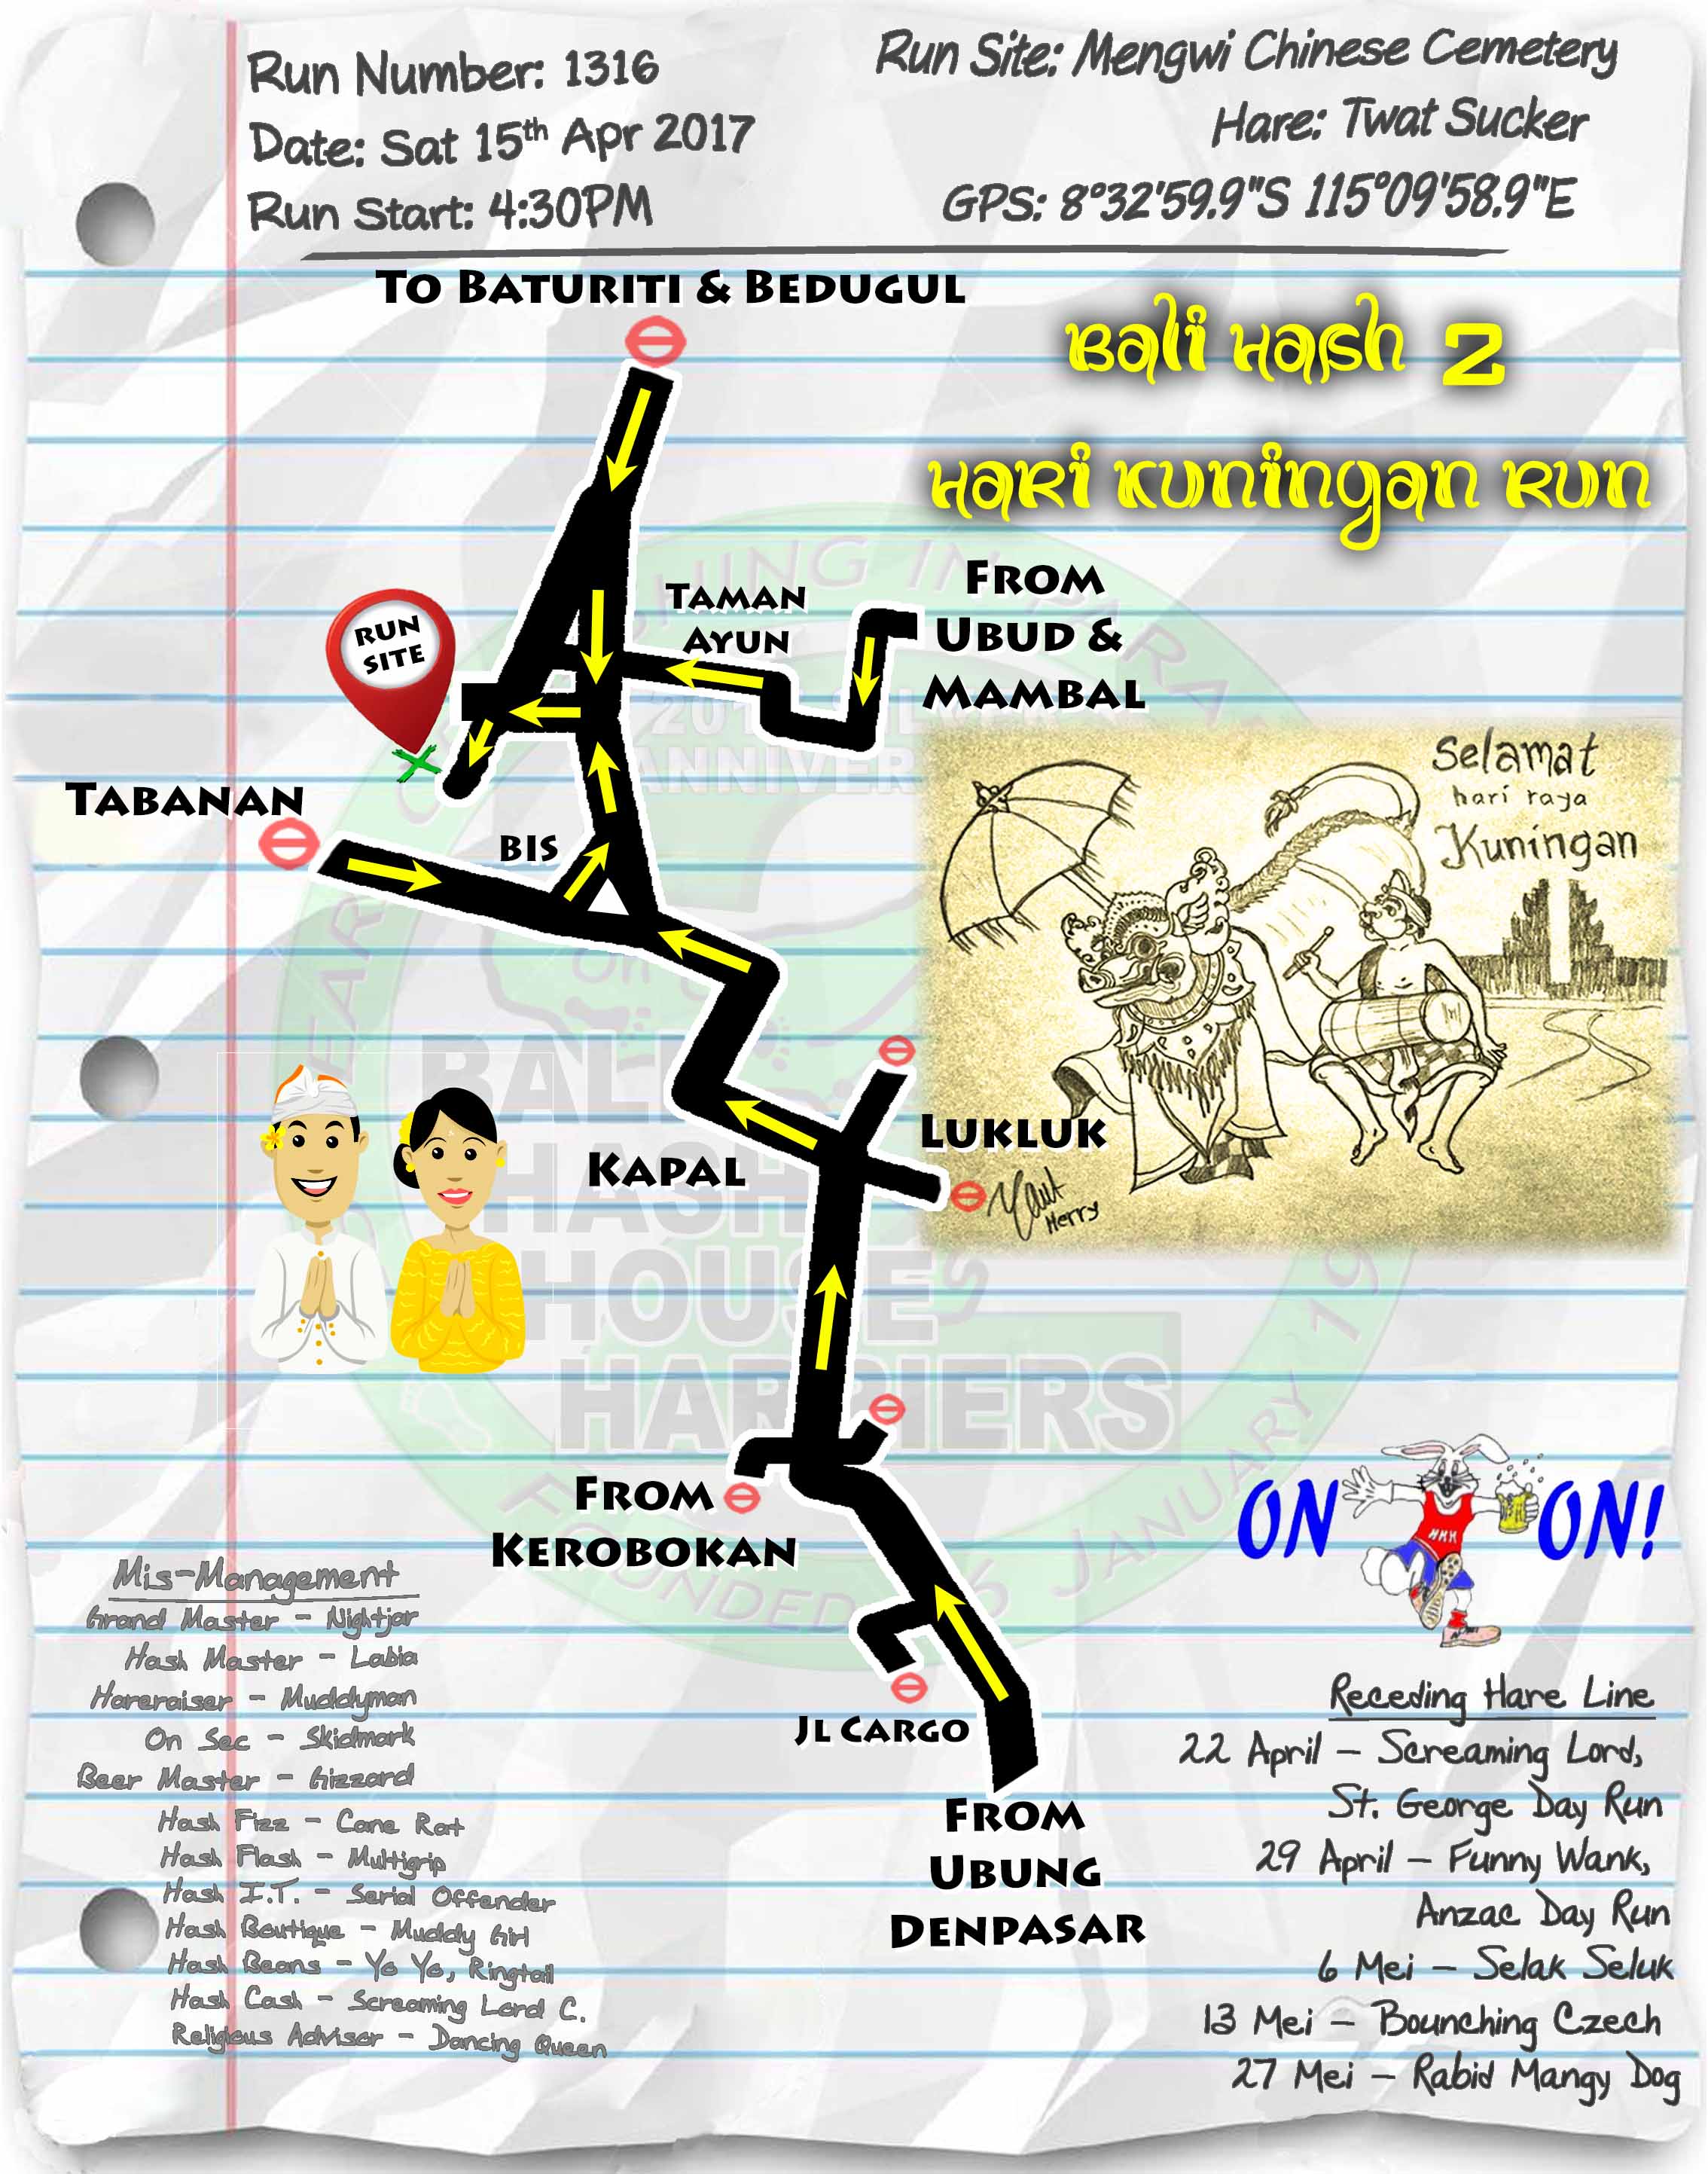 Run Number: 1316
Date: Sat 15th Apr 2017
Run Start: 4:30PM
Run Site: Mengwi Chinese Cemetery
Hare: Twat Sucker
GPS: 8°32'59.9"S 115°09'58.9"E
TO BATURITI & BEDUGUL
Bali Hash 2
Hari Kuningan Run
FROM
UBUD &
MAMBAL
TAMAN
AYUN
RUN
SITE
TABANAN
BIS
Selamat
hari raya
Kuningan
LUKLUK
Herry
KAPAL
BALI
HASH
HOUSE
HARRIERS
FOUNDED JANUARY
ANNIVER
FROM
KEROBOKAN
JL CARGO
FROM
UBUNG
DENPASAR
ON ON!
HHH
Mis-Management
Grand Master - Nightjar
Hash Master - Labia
Hareraiser - Muddyman
On Sec - Skidmark
Beer Master - Gizzard
Hash Fizz - Cane Rat
Hash Flash - Multigrip
Hash I.T. - Serial Offender
Hash Boutique - Muddy Girl
Hash Beans - Yo Yo, Ringtail
Hash Cash - Screaming Lord C.
Religious Advisor - Dancing Queen
Receding Hare Line
22 April - Screaming Lord,
St. George Day Run
29 April - Funny Wank,
Anzac Day Run
6 Mei - Selak Seluk
13 Mei - Bounching Czech
27 Mei - Rabid Mangy Dog